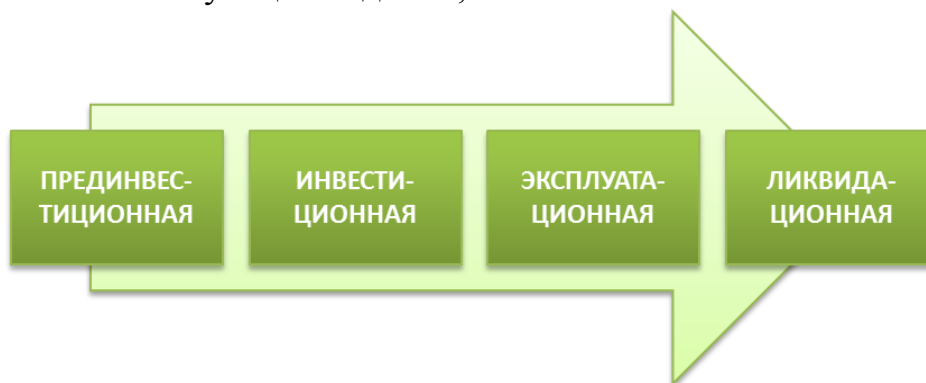 ПРЕДИНВЕС-
ТИЦИОННАЯ
ИНВЕСТИ-
ЦИОННАЯ
ЭКСПЛУАТА-
ЦИОННАЯ
ЛИКВИДА-
ЦИОННАЯ